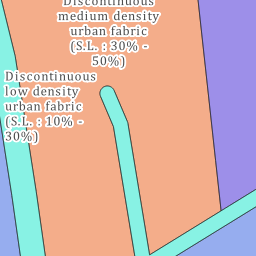 Discontinuous
medium density
urban fabric
(S.L. : 30% -
50%)
Discontinuous
low density
urban fabric
(S.L. : 10% -
30%)